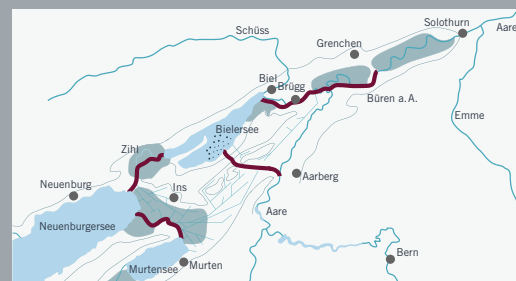 Solothurn
Aare
Schüss
Grenchen
Biel
Brügg
Büren a.A.
Emme
Bielersee
Zihl
Aarberg
Neuenburg
Ins
Aare
Neuenburgersee
Bern
Murtensee
Murten